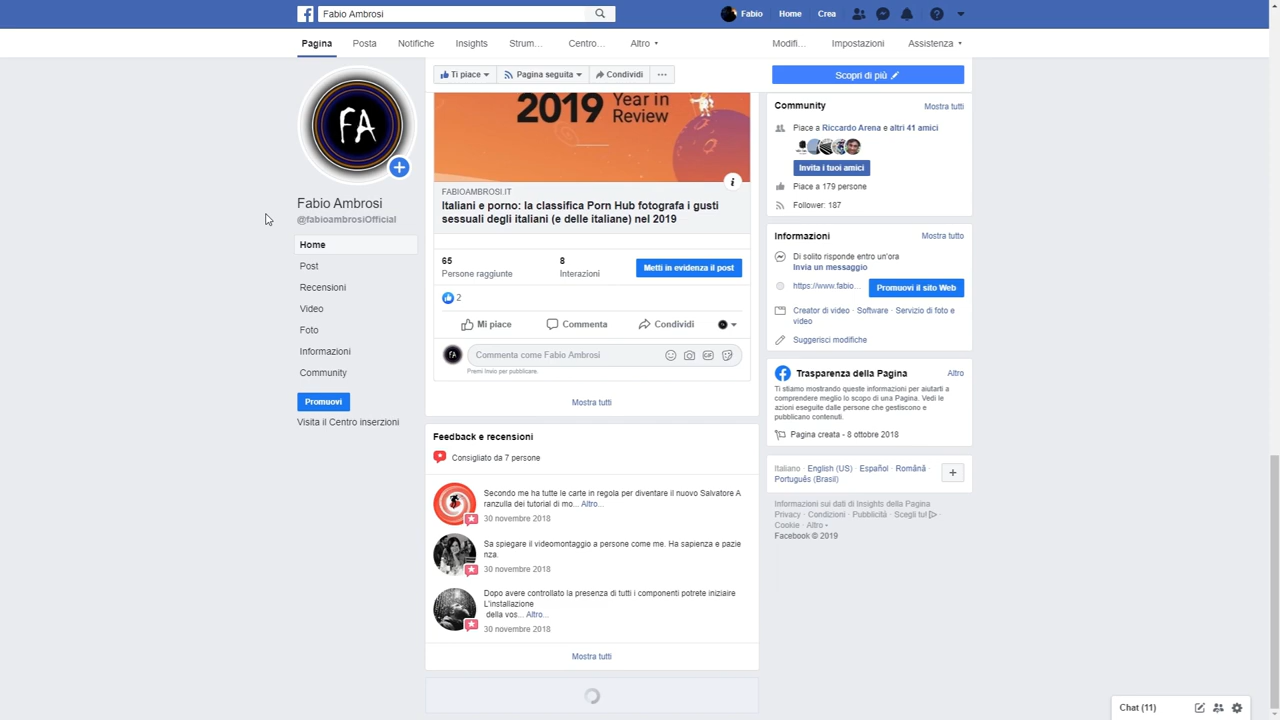 Fabio Ambrosi
Fabio
Home
Crea
Pagina
Posta
Notifiche
Insights
Strum...
Centro...
Altro
Modifi...
Impostazioni
Assistenza
FA
Fabio Ambrosi
@fabioambrosiOfficial
Home
Post
Recensioni
Video
Foto
Informazioni
Community
Promuovi
Visita il Centro inserzioni
Ti piace
Pagina seguita
Condividi
...
2019 Year in
Review
FABIOAMBROSI.IT
Italiani e porno: la classifica Porn Hub fotografa i gusti
sessuali degli italiani (e delle italiane) nel 2019
65
Persone raggiunte
8
Interazioni
Metti in evidenza il post
2
Mi piace
Commenta
Condividi
FA
Commenta come Fabio Ambrosi
GIF
Premi Invio per pubblicare.
Mostra tutti
Feedback e recensioni
Consigliato da 7 persone
Secondo me ha tutte le carte in regola per diventare il nuovo Salvatore A
ranzulla dei tutorial di mo... Altro...
30 novembre 2018
Sa spiegare il videomontaggio a persone come me. Ha sapienza e pazie
nza.
30 novembre 2018
Dopo avere controllato la presenza di tutti i componenti potrete iniziaire
L'installazione
della vos... Altro...
30 novembre 2018
Mostra tutti
Scopri di più
Community
Mostra tutti
Piace a Riccardo Arena e altri 41 amici
Invita i tuoi amici
Piace a 179 persone
Follower: 187
Informazioni
Mostra tutto
Di solito risponde entro un'ora
Invia un messaggio
https://www.fabio...
Promuovi il sito Web
Creator di video · Software · Servizio di foto e
video
Suggerisci modifiche
Trasparenza della Pagina
Altro
Ti stiamo mostrando queste informazioni per aiutarti a
comprendere meglio lo scopo di una Pagina. Vedi le
azioni eseguite dalle persone che gestiscono e
pubblicano contenuti.
Pagina creata - 8 ottobre 2018
Italiano · English (US) · Español · Română ·
Português (Brasil)
Informazioni sui dati di Insights della Pagina
Privacy · Condizioni · Pubblicità · Scegli tu! ·
Cookie · Altro
Facebook © 2019
Chat (11)